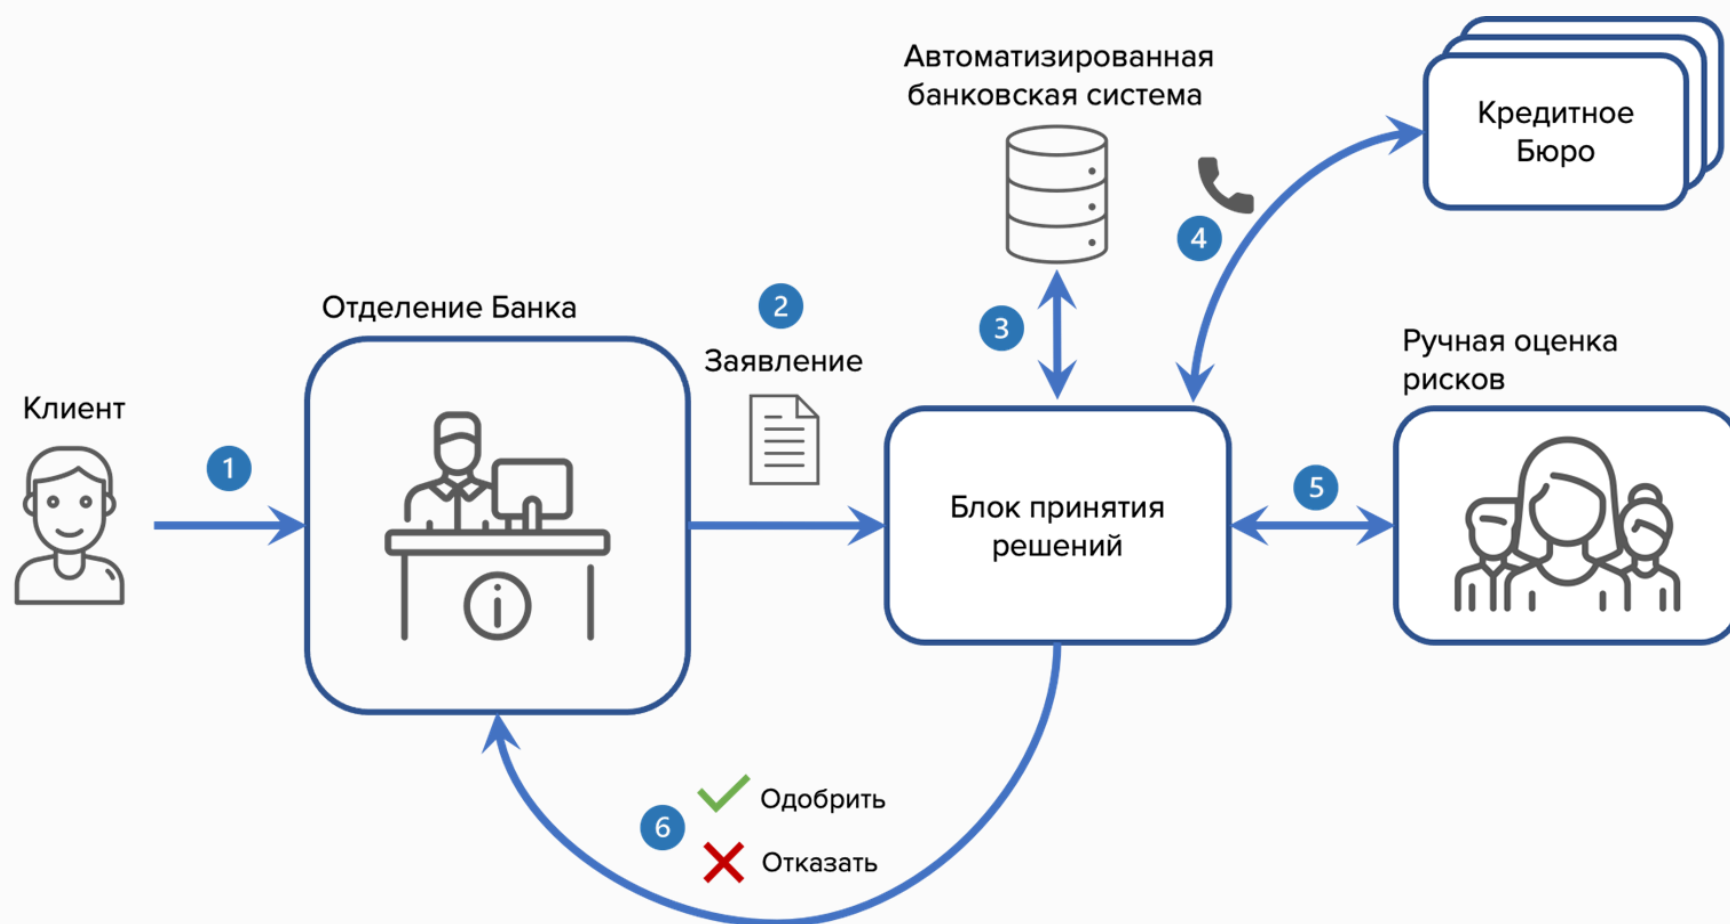 Автоматизированная
банковская система
Кредитное
Бюро
4
2
Отделение Банка
3
Заявление
Ручная оценка
рисков
Клиент
1
5
Блок принятия
решений
Одобрить
6
Отказать